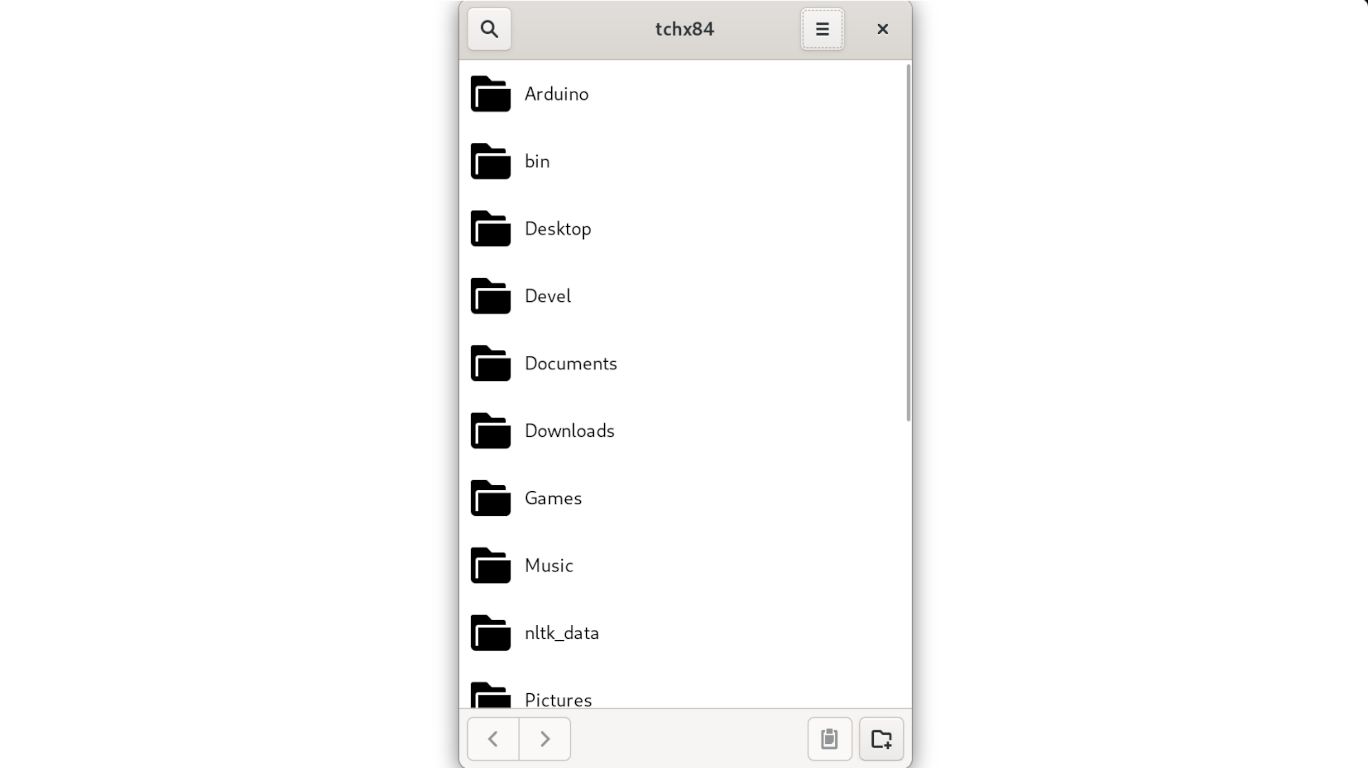 tchx84
Arduino
bin
Desktop
Devel
Documents
Downloads
Games
Music
nltk_data
Pictures